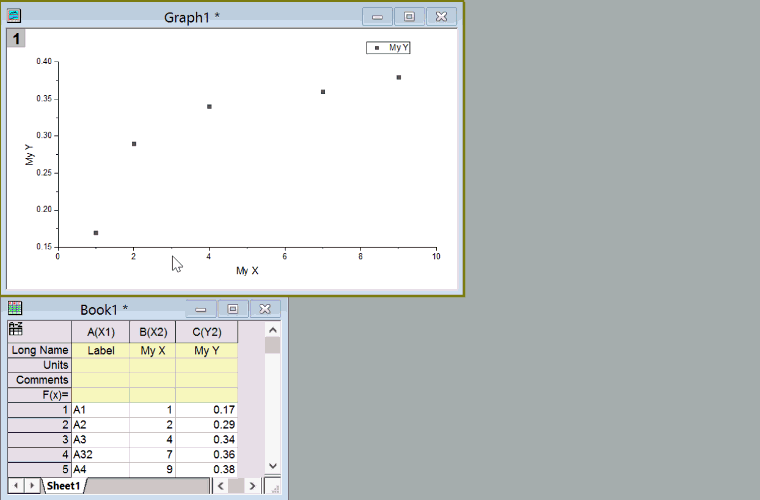 Graph1 *
1
My Y
0.40
0.35
0.30
0.25
0.20
0.15
My Y
0 2 4 6 8 10
My X
Book1 *
A(X1) B(X2) C(Y2)
Long Name Label My X My Y
Units
Comments
F(x)=
1 A1 1 0.17
2 A2 2 0.29
3 A3 4 0.34
4 A32 7 0.36
5 A4 9 0.38
Sheet1